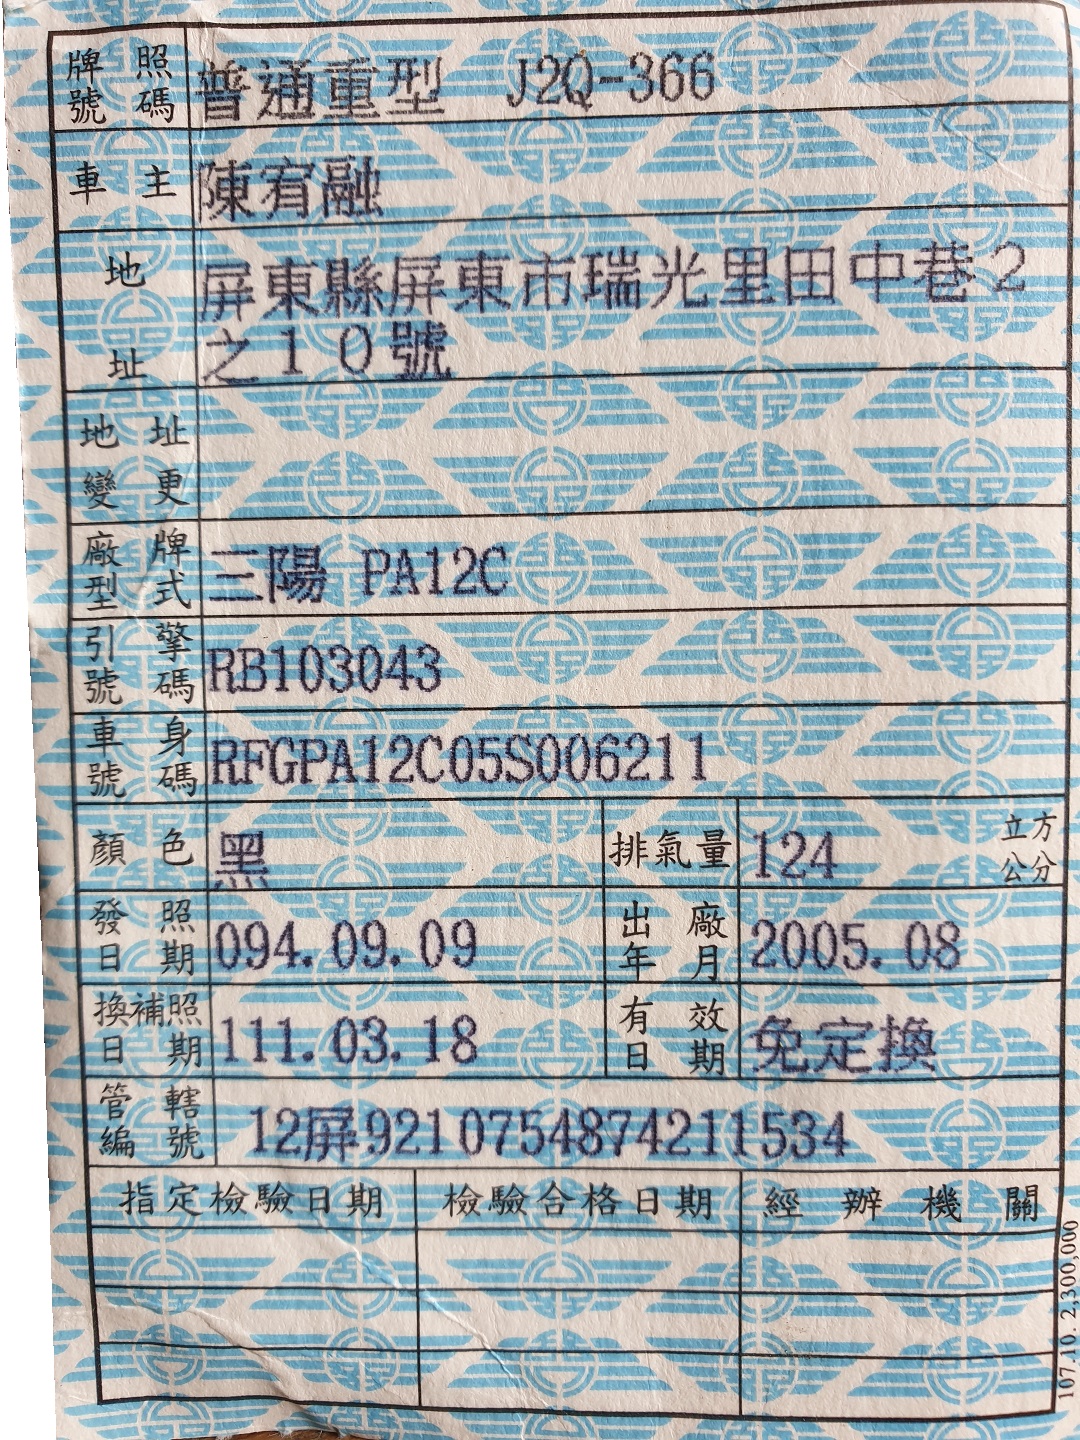 牌照號碼 普通重型 J2Q-366
車主 陳宥融
地址 屏東縣屏東市瑞光里田中巷2
之10號
地址變更
廠牌型式 三陽 PA12C
引擎號碼 RB103043
車身號碼 RFGPA12C05S006211
顏色 黑 排氣量 124 立方公分
發照日期 094.09.09 出廠年月 2005.08
換補照日期 111.03.18 有效日期 免定換
管轄編號 12屏9210754874211534
指定檢驗日期 檢驗合格日期 經辦機關
107.10. 2,300,000